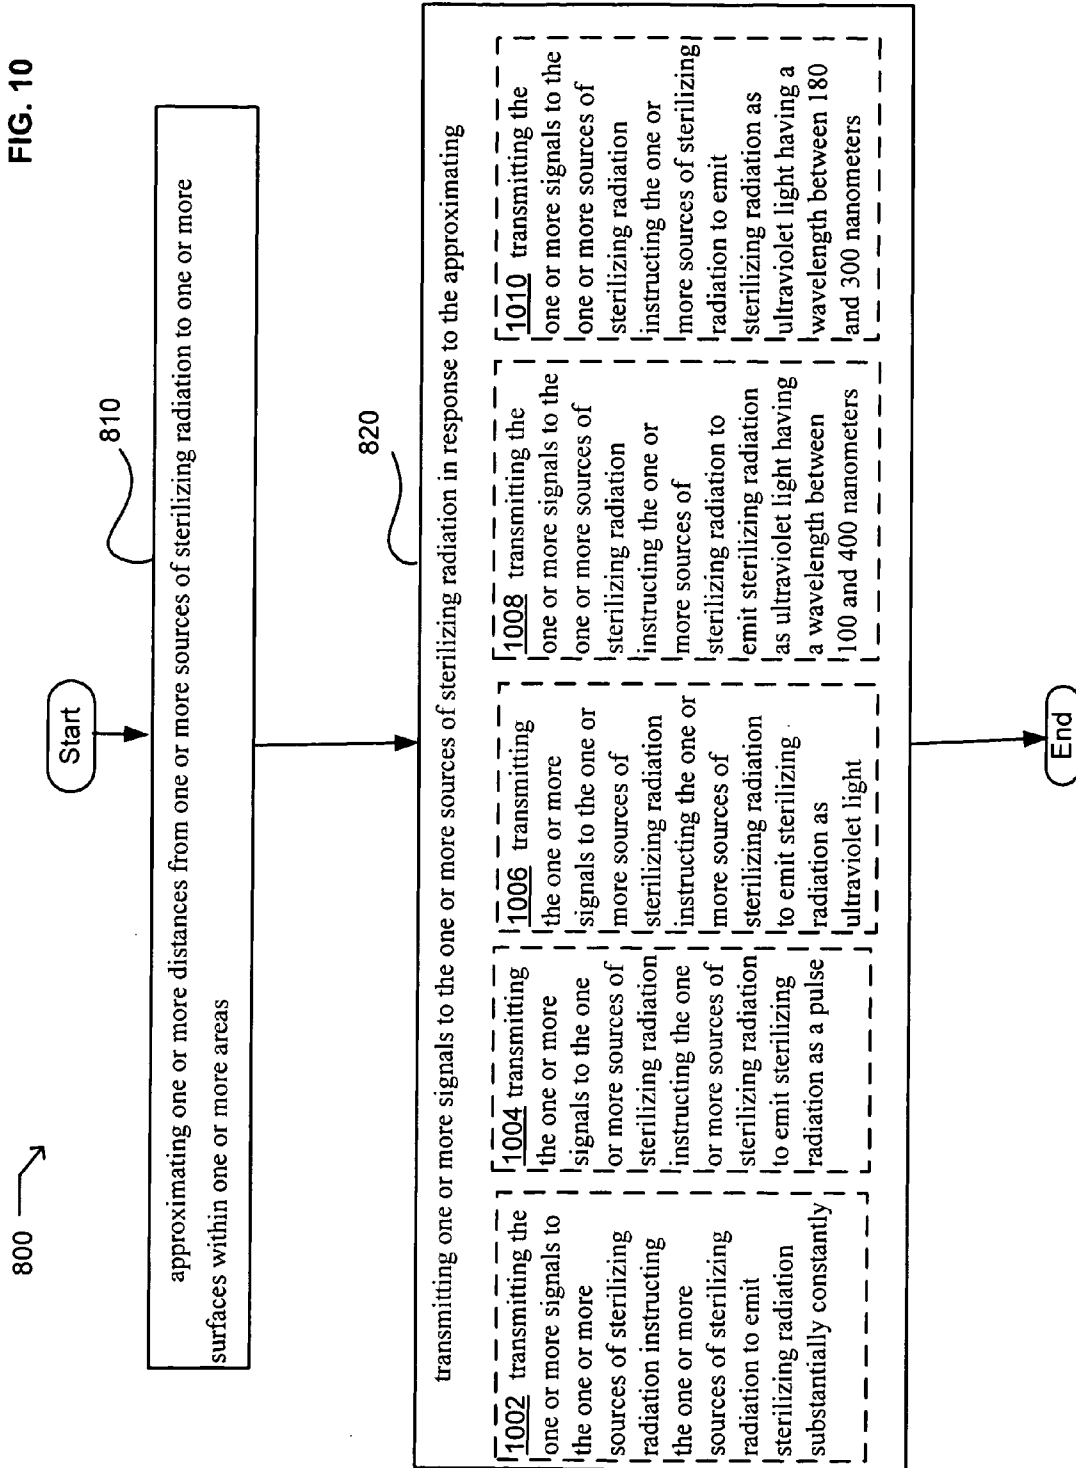 FIG. 10
800
Start
810
approximating one or more distances from one or more sources of sterilizing radiation to one or more
surfaces within one or more areas
820
transmitting one or more signals to the one or more sources of sterilizing radiation in response to the approximating
1002 transmitting the
one or more signals to
the one or more
sources of sterilizing
radiation instructing
the one or more
sources of sterilizing
radiation to emit
sterilizing radiation
substantially constantly
1004 transmitting
the one or more
signals to the one
or more sources of
sterilizing radiation
instructing the one
or more sources of
sterilizing radiation
to emit sterilizing
radiation as a pulse
1006 transmitting
the one or more
signals to the one or
more sources of
sterilizing radiation
instructing the one or
more sources of
sterilizing radiation
to emit sterilizing
radiation as
ultraviolet light
1008 transmitting the
one or more signals to the
one or more sources of
sterilizing radiation
instructing the one or
more sources of
sterilizing radiation to
emit sterilizing radiation
as ultraviolet light having
a wavelength between
100 and 400 nanometers
1010 transmitting the
one or more signals to the
one or more sources of
sterilizing radiation
instructing the one or
more sources of sterilizing
radiation to emit
sterilizing radiation as
ultraviolet light having a
wavelength between 180
and 300 nanometers
End